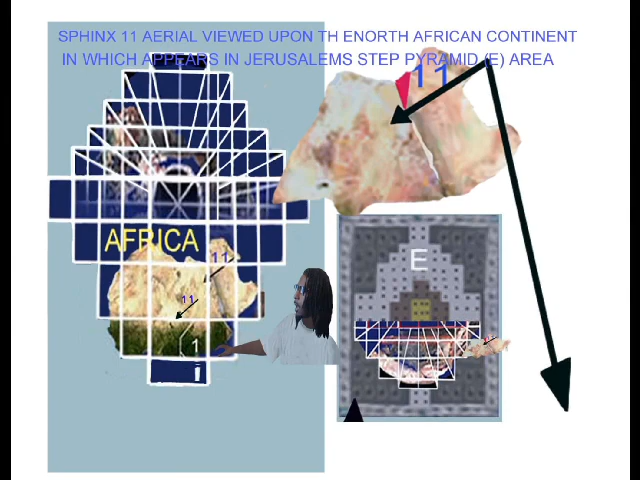 SPHINX 11 AERIAL VIEWED UPON TH ENORTH AFRICAN CONTINENT
IN WHICH APPEARS IN JERUSALEMS STEP PYRAMID (E) AREA
11
AFRICA
E
11
11
1
i